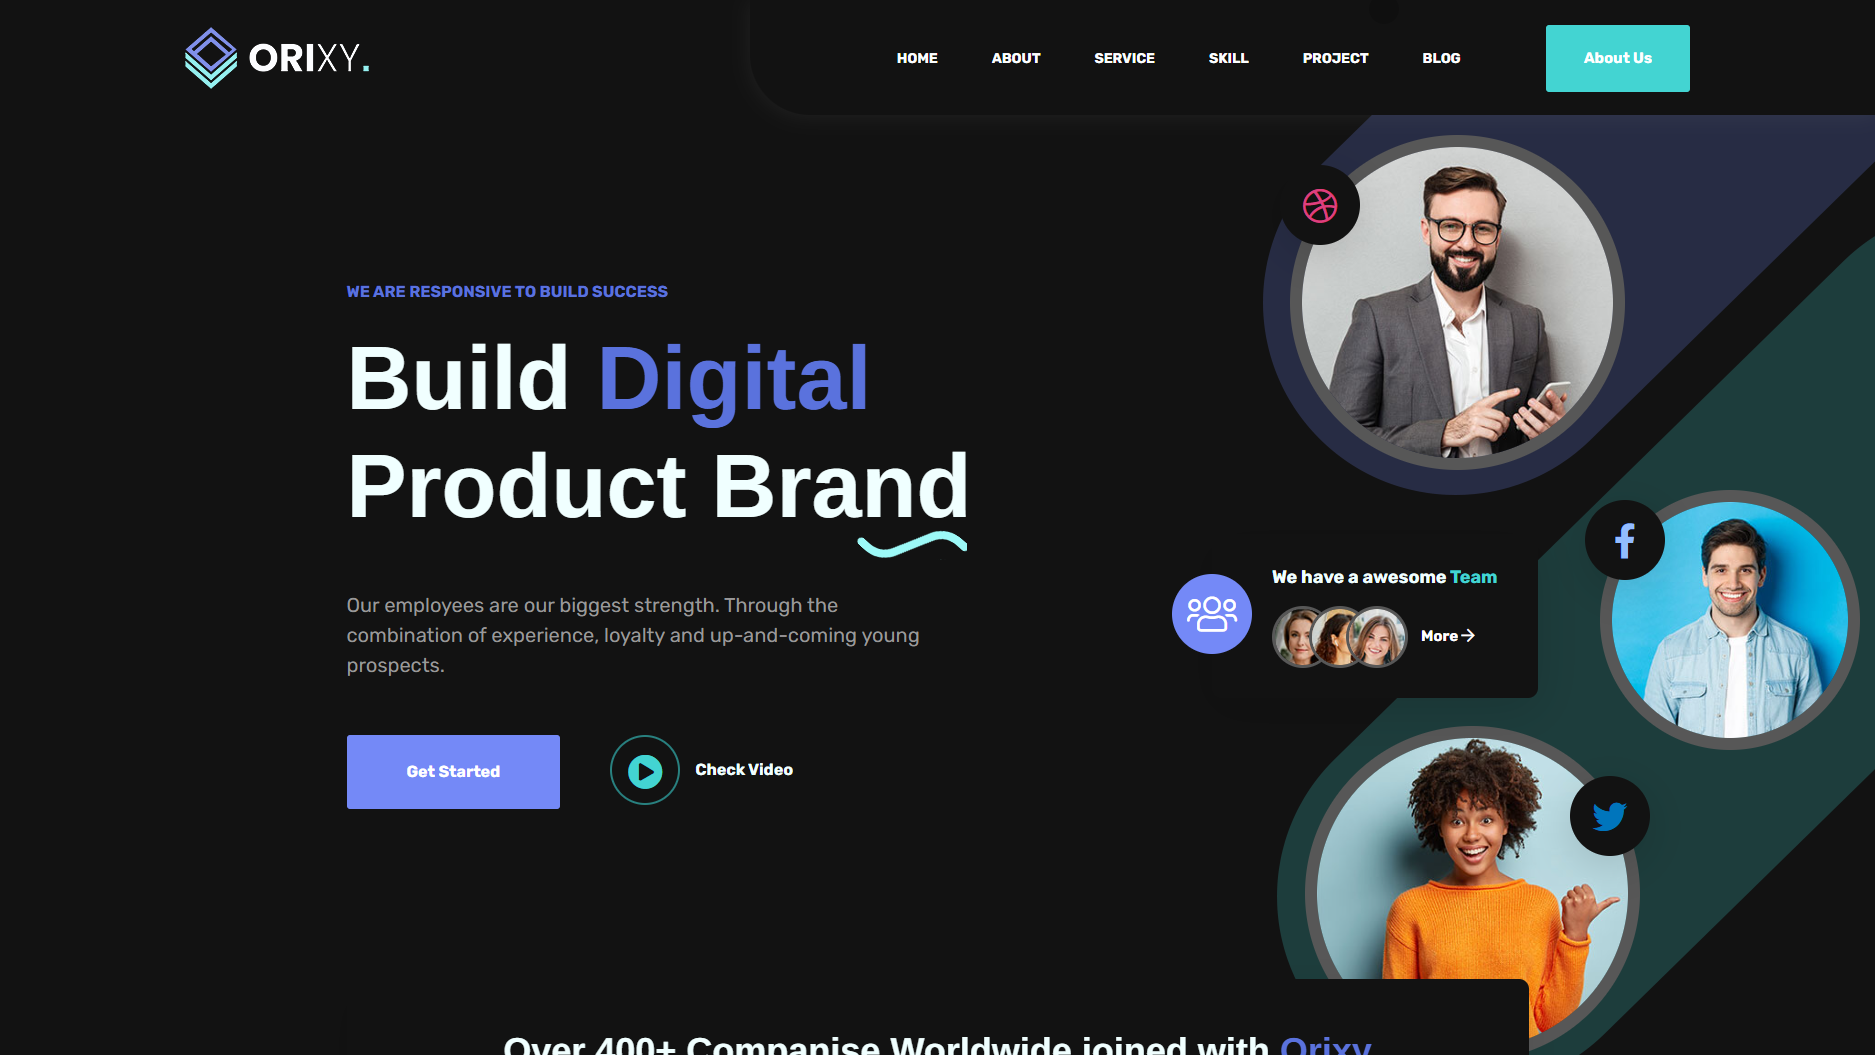 ORIXY.
HOME ABOUT SERVICE SKILL PROJECT BLOG About Us
WE ARE RESPONSIVE TO BUILD SUCCESS
Build Digital
Product Brand
Our employees are our biggest strength. Through the
combination of experience, loyalty and up-and-coming young
prospects.
Get Started
Check Video
We have a awesome Team
More
Over 400+ Companise Worldwide joined with Orixy